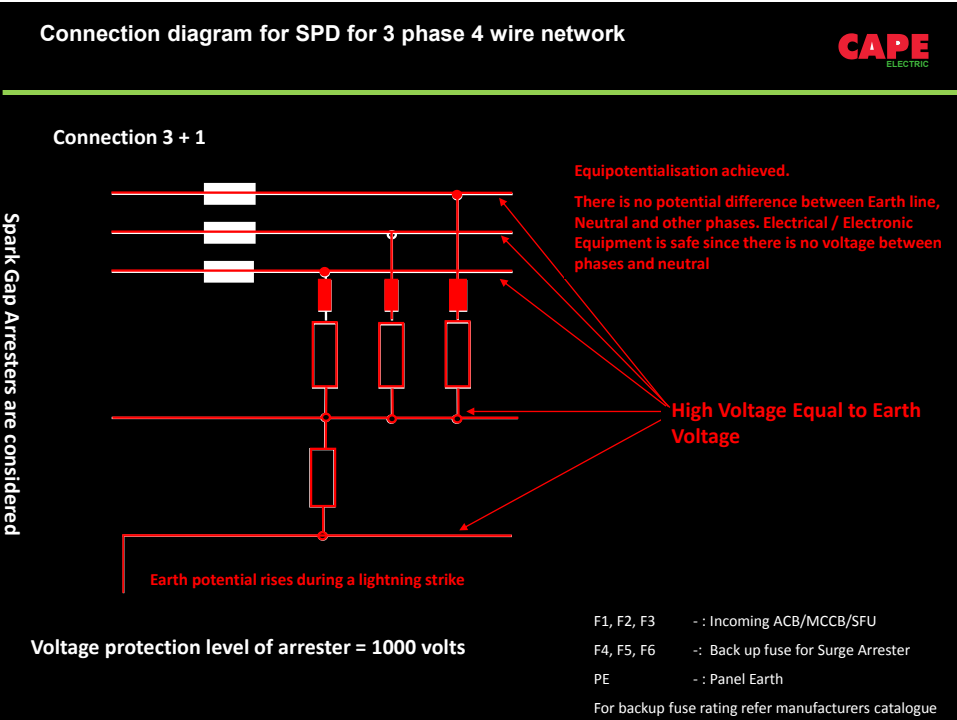 Connection diagram for SPD for 3 phase 4 wire network
CAPE
ELECTRIC
Connection 3 + 1
Equipotentialisation achieved.
There is no potential difference between Earth line,
Neutral and other phases. Electrical / Electronic
Equipment is safe since there is no voltage between
phases and neutral
Spark Gap Arresters are considered
High Voltage Equal to Earth
Voltage
Earth potential rises during a lightning strike
Voltage protection level of arrester = 1000 volts
F1, F2, F3 - : Incoming ACB/MCCB/SFU
F4, F5, F6 -: Back up fuse for Surge Arrester
PE - : Panel Earth
For backup fuse rating refer manufacturers catalogue